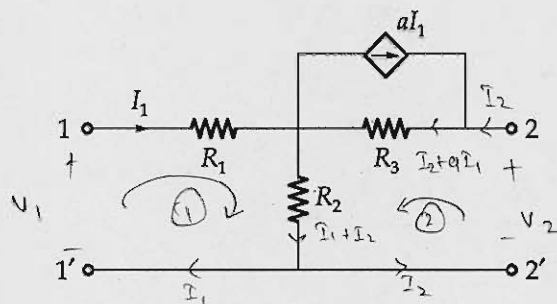 aI₁
1 I₁ I₂ 2
+ R₁ R₃ I₂+aI₁ +
V₁ 1 R₂ 2 V₂
- I₁+I₂ -
1′ I₁ I₂ 2′